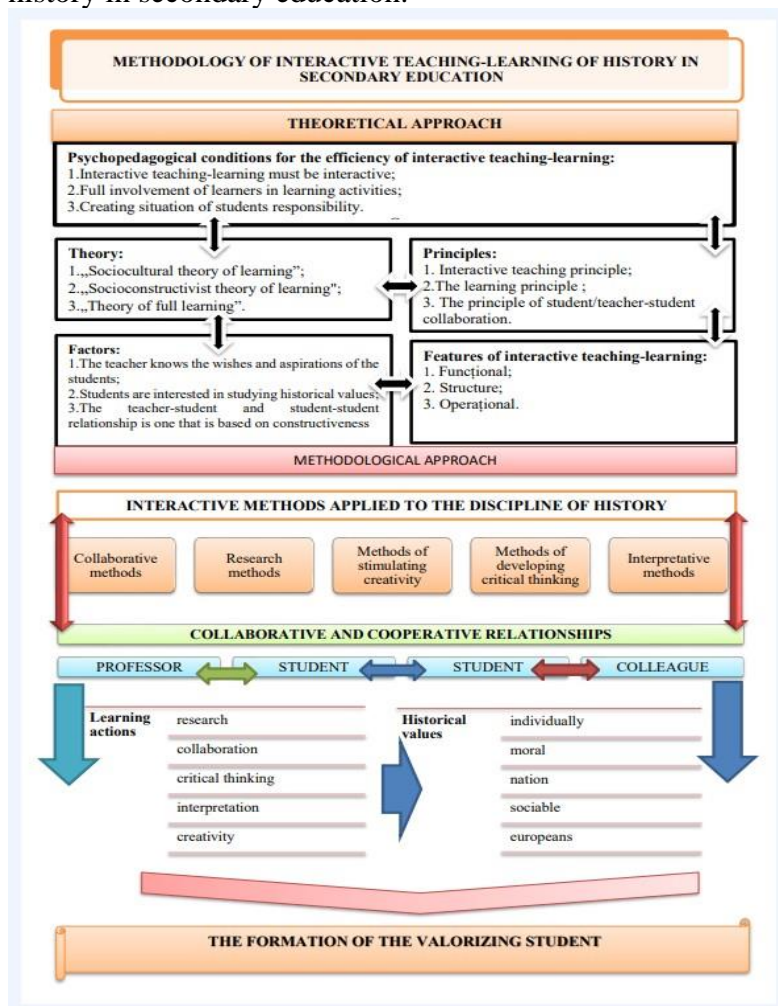 history in secondary education.
METHODOLOGY OF INTERACTIVE TEACHING-LEARNING OF HISTORY IN
SECONDARY EDUCATION
THEORETICAL APPROACH
Psychopedagogical conditions for the efficiency of interactive teaching-learning:
1.Interactive teaching-learning must be interactive;
2.Full involvement of learners in learning activities;
3.Creating situation of students responsibility.
Theory:
1.,,Sociocultural theory of learning”;
2.,,Socioconstructivist theory of learning";
3.,,Theory of full learning”.
Principles:
1. Interactive teaching principle;
2.The learning principle ;
3. The principle of student/teacher-student
collaboration.
Factors:
1.The teacher knows the wishes and aspirations of the
students;
2.Students are interested in studying historical values;
3.The teacher-student and student-student
relationship is one that is based on constructiveness
Features of interactive teaching-learning:
1. Funcțional;
2. Structure;
3. Operațional.
METHODOLOGICAL APPROACH
INTERACTIVE METHODS APPLIED TO THE DISCIPLINE OF HISTORY
Collaborative
methods
Research
methods
Methods of
stimulating
creativity
Methods of
developing
critical thinking
Interpretative
methods
COLLABORATIVE AND COOPERATIVE RELATIONSHIPS
PROFESSOR
STUDENT
STUDENT
COLLEAGUE
Learning
actions
research
collaboration
critical thinking
interpretation
creativity
Historical
values
individually
moral
nation
sociable
europeans
THE FORMATION OF THE VALORIZING STUDENT